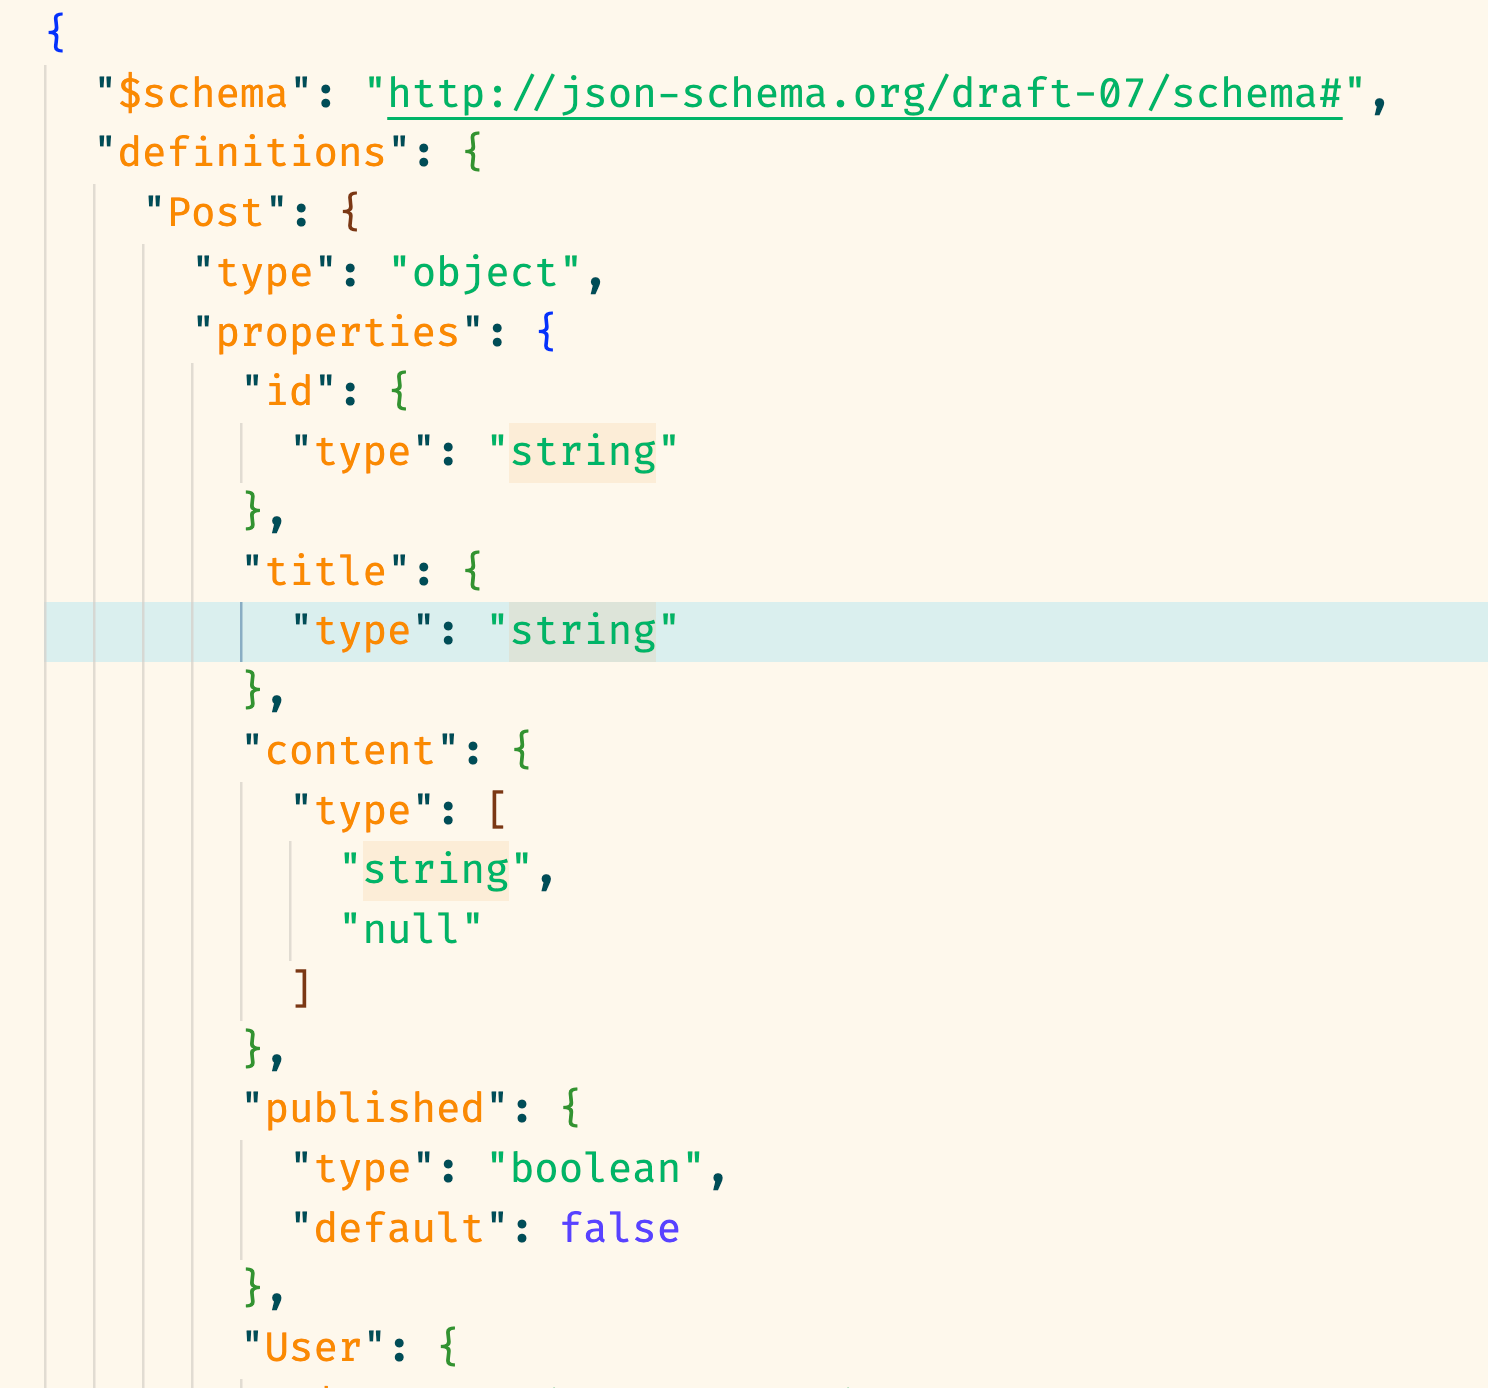 {
"$schema": "http://json-schema.org/draft-07/schema#",
"definitions": {
"Post": {
"type": "object",
"properties": {
"id": {
"type": "string"
},
"title": {
"type": "string"
},
"content": {
"type": [
"string",
"null"
]
},
"published": {
"type": "boolean",
"default": false
},
"User": {